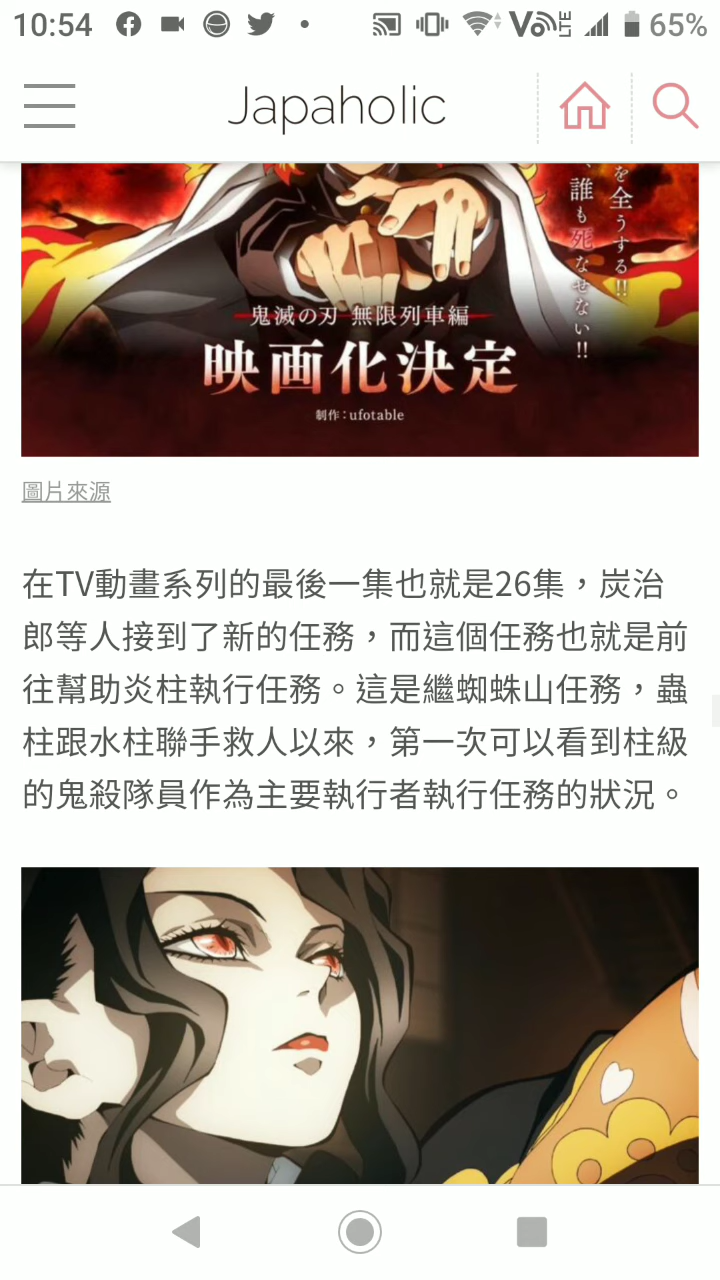 10:54
VoLTE
65%
Japaholic
を全うする!!
、誰も死なせない!!
鬼滅の刃 無限列車編
映画化決定
制作：ufotable
圖片來源
在TV動畫系列的最後一集也就是26集，炭治
郎等人接到了新的任務，而這個任務也就是前
往幫助炎柱執行任務。這是繼蜘蛛山任務，蟲
柱跟水柱聯手救人以來，第一次可以看到柱級
的鬼殺隊員作為主要執行者執行任務的狀況。